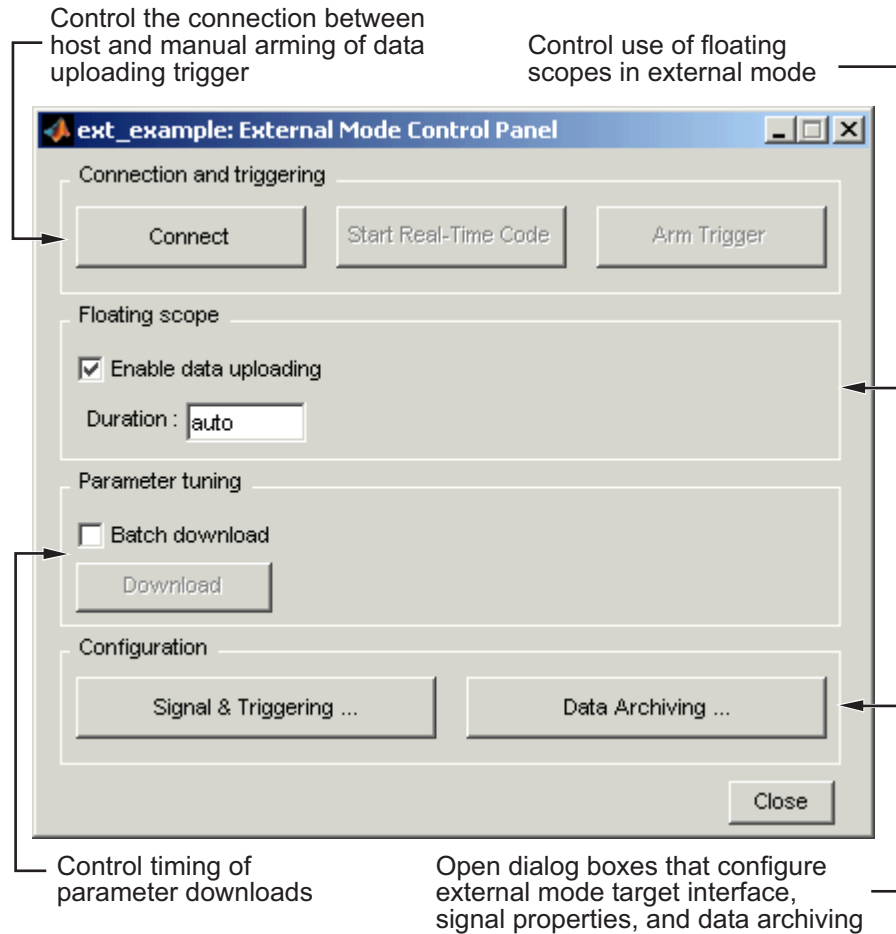 Control the connection between
host and manual arming of data
uploading trigger
Control use of floating
scopes in external mode
ext_example: External Mode Control Panel
Connection and triggering
Connect
Start Real-Time Code
Arm Trigger
Floating scope
Enable data uploading
Duration :
auto
Parameter tuning
Batch download
Download
Configuration
Signal & Triggering ...
Data Archiving ...
Close
Control timing of
parameter downloads
Open dialog boxes that configure
external mode target interface,
signal properties, and data archiving